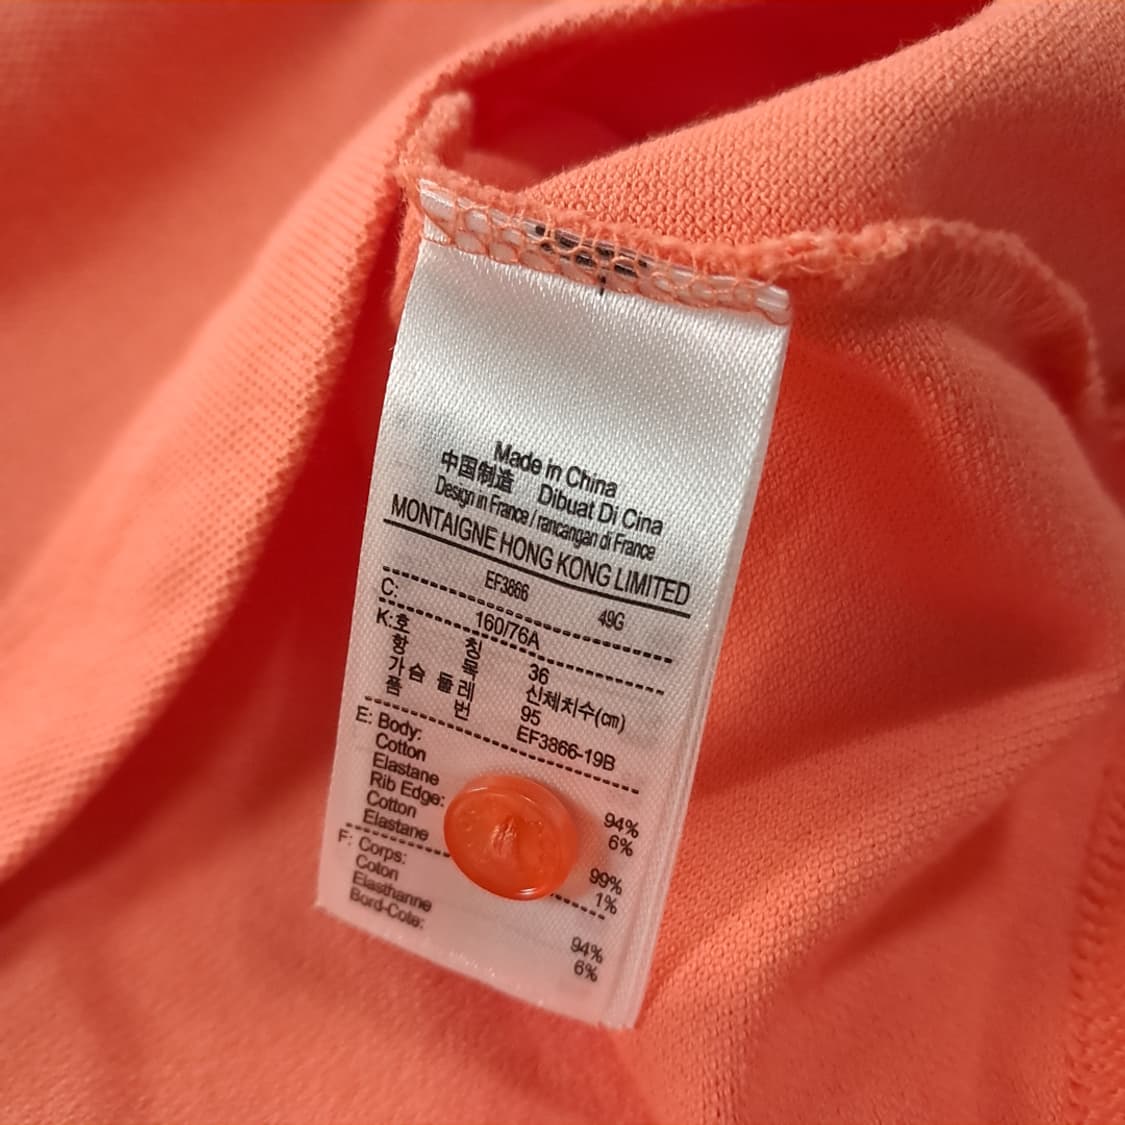 Made in China
中国制造 Dibuat Di Cina
Design in France / rancangan di France
MONTAIGNE HONG KONG LIMITED
EF3866 49G
C: 160/76A
K:호 칭 36
항 목 신체치수(cm)
가슴 둘레 95
품 번 EF3866-19B
E: Body:
Cotton 94%
Elastane 6%
Rib Edge:
Cotton 99%
Elastane 1%
F: Corps:
Coton 94%
Elasthanne 6%
Bord-Cote: